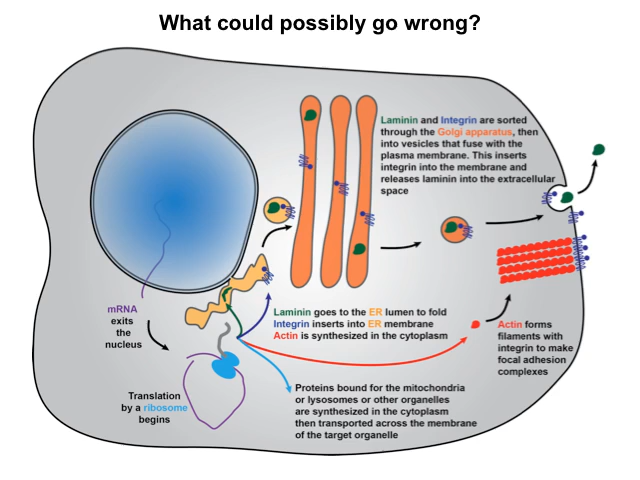 What could possibly go wrong?
Laminin and Integrin are sorted
through the Golgi apparatus, then
into vesicles that fuse with the
plasma membrane. This inserts
integrin into the membrane and
releases laminin into the extracellular
space
mRNA
exits
the
nucleus
Laminin goes to the ER lumen to fold
Integrin inserts into ER membrane
Actin is synthesized in the cytoplasm
Actin forms
filaments with
integrin to make
focal adhesion
complexes
Translation
by a ribosome
begins
Proteins bound for the mitochondria
or lysosomes or other organelles
are synthesized in the cytoplasm
then transported across the membrane
of the target organelle